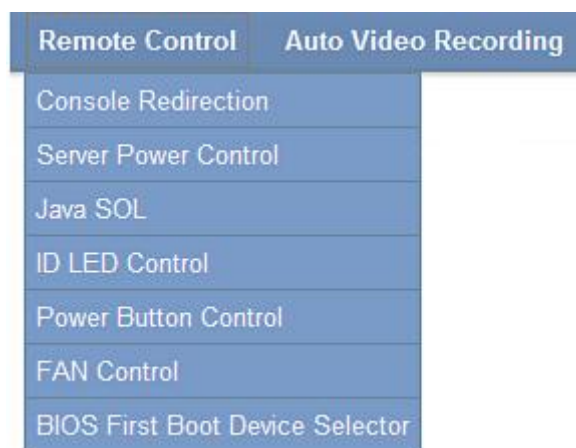 Remote Control Auto Video Recording
Console Redirection
Server Power Control
Java SOL
ID LED Control
Power Button Control
FAN Control
BIOS First Boot Device Selector